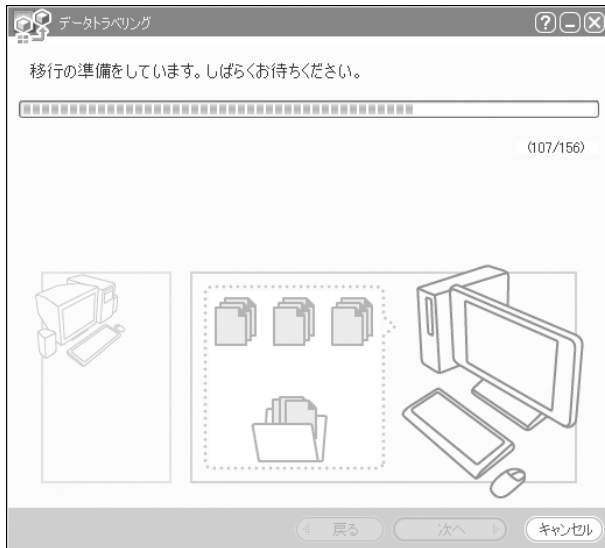 データトラベリング
移行の準備をしています。しばらくお待ちください。
(107/156)
戻る
次へ
キャンセル